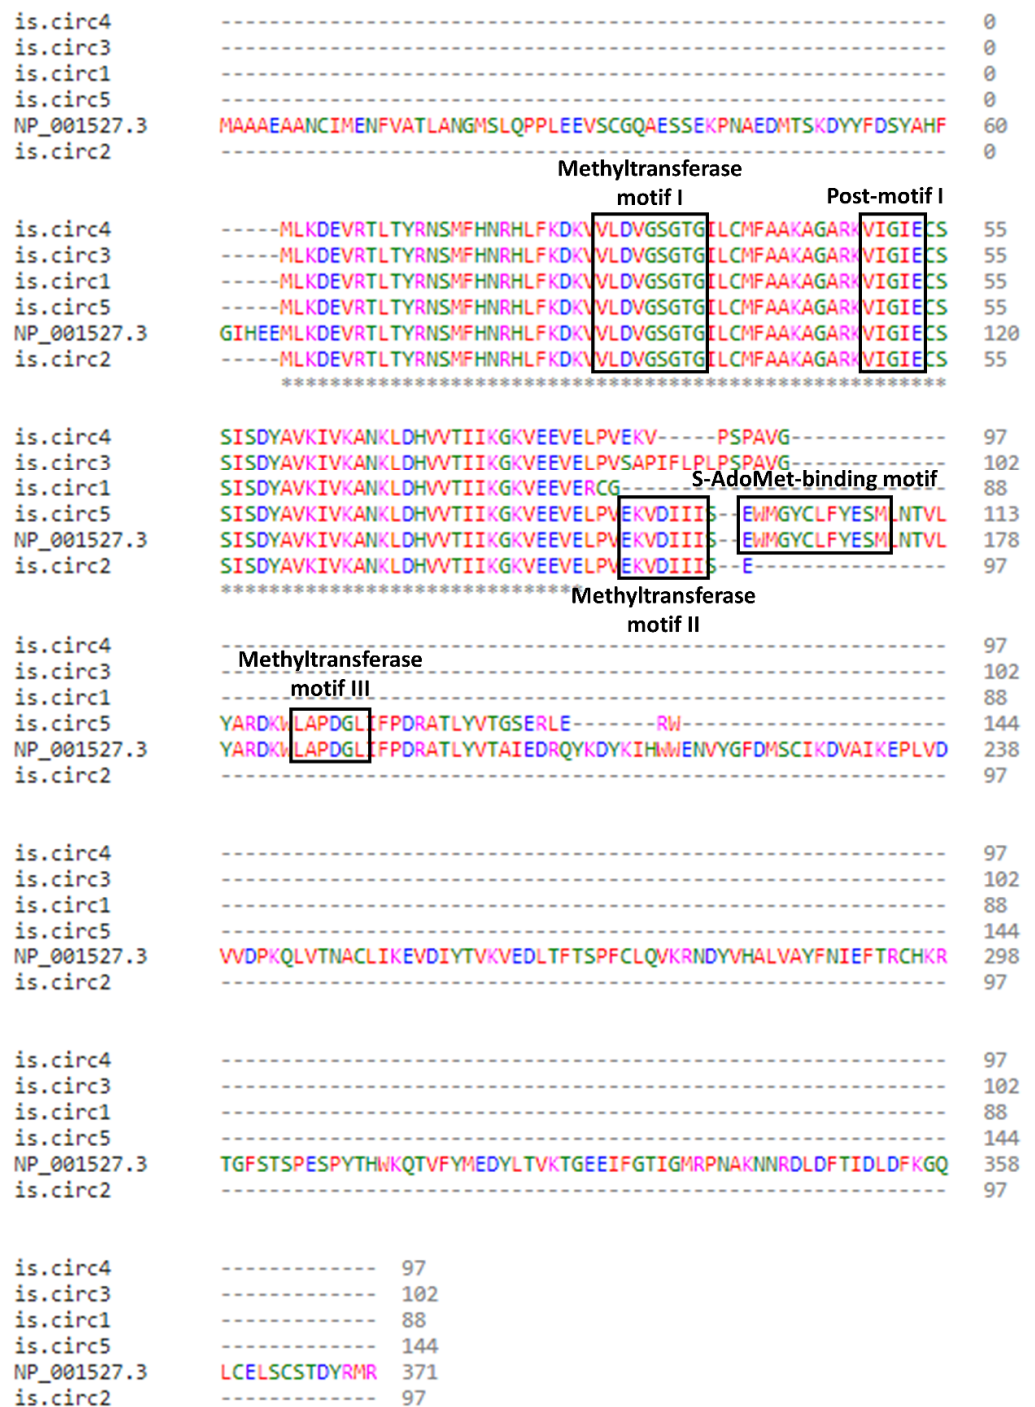 is.circ4 ------------------------------------------------------------ 0
is.circ3 ------------------------------------------------------------ 0
is.circ1 ------------------------------------------------------------ 0
is.circ5 ------------------------------------------------------------ 0
NP_001527.3 MAAAEAANCIMENFVATLANGMSLQPPLEEVSCGQAESSEKPNAEDMTSKDYYFDSYAHF 60
is.circ2 ------------------------------------------------------------ 0
Methyltransferase
motif I
Post-motif I
is.circ4 -----MLKDEVRTLTYRNSMFHNRHLFKDKVVLDVGSGTGILCMFAAKAGARKVIGIECS 55
is.circ3 -----MLKDEVRTLTYRNSMFHNRHLFKDKVVLDVGSGTGILCMFAAKAGARKVIGIECS 55
is.circ1 -----MLKDEVRTLTYRNSMFHNRHLFKDKVVLDVGSGTGILCMFAAKAGARKVIGIECS 55
is.circ5 -----MLKDEVRTLTYRNSMFHNRHLFKDKVVLDVGSGTGILCMFAAKAGARKVIGIECS 55
NP_001527.3 GIHEEMLKDEVRTLTYRNSMFHNRHLFKDKVVLDVGSGTGILCMFAAKAGARKVIGIECS 120
is.circ2 -----MLKDEVRTLTYRNSMFHNRHLFKDKVVLDVGSGTGILCMFAAKAGARKVIGIECS 55
*******************************************************
is.circ4 SISDYAVKIVKANKLDHVVTIIKGKVEEVELPVEKV-----PSPAVG------------- 97
is.circ3 SISDYAVKIVKANKLDHVVTIIKGKVEEVELPVSAPIFLPLPSPAVG------------- 102
S-AdoMet-binding motif
is.circ1 SISDYAVKIVKANKLDHVVTIIKGKVEEVERCG--------------------------- 88
is.circ5 SISDYAVKIVKANKLDHVVTIIKGKVEEVELPVEKVDIIIS--EWMGYCLFYESMLNTVL 113
NP_001527.3 SISDYAVKIVKANKLDHVVTIIKGKVEEVELPVEKVDIIIS--EWMGYCLFYESMLNTVL 178
is.circ2 SISDYAVKIVKANKLDHVVTIIKGKVEEVELPVEKVDIIIS--E---------------- 97
******************************
Methyltransferase
motif II
is.circ4 ------------------------------------------------------------ 97
Methyltransferase
is.circ3 ------------------------------------------------------------ 102
motif III
is.circ1 ------------------------------------------------------------ 88
is.circ5 YARDKWLAPDGLIFPDRATLYVTGSERLE-------RW---------------------- 144
NP_001527.3 YARDKWLAPDGLIFPDRATLYVTAIEDRQYKDYKIHWWENVYGFDMSCIKDVAIKEPLVD 238
is.circ2 ------------------------------------------------------------ 97
is.circ4 ------------------------------------------------------------ 97
is.circ3 ------------------------------------------------------------ 102
is.circ1 ------------------------------------------------------------ 88
is.circ5 ------------------------------------------------------------ 144
NP_001527.3 VVDPKQLVTNACLIKEVDIYTVKVEDLTFTSPFCLQVKRNDYVHALVAYFNIEFTRCHKR 298
is.circ2 ------------------------------------------------------------ 97
is.circ4 ------------------------------------------------------------ 97
is.circ3 ------------------------------------------------------------ 102
is.circ1 ------------------------------------------------------------ 88
is.circ5 ------------------------------------------------------------ 144
NP_001527.3 TGFSTSPESPYTHWKQTVFYMEDYLTVKTGEEIFGTIGMRPNAKNNRDLDFTIDLDFKGQ 358
is.circ2 ------------------------------------------------------------ 97
is.circ4 ------------- 97
is.circ3 ------------- 102
is.circ1 ------------- 88
is.circ5 ------------- 144
NP_001527.3 LCELSCSTDYRMR 371
is.circ2 ------------- 97